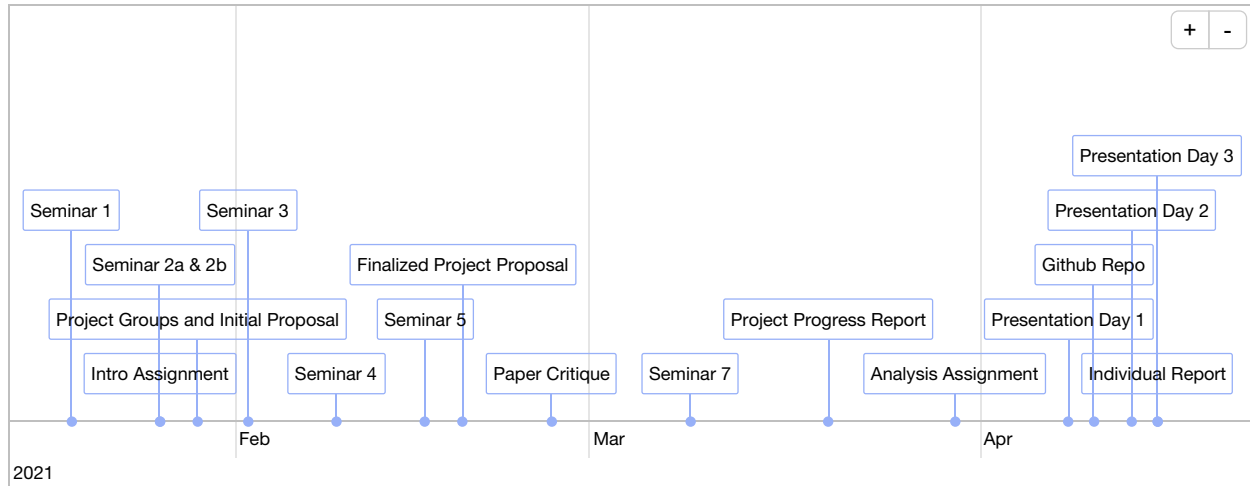 + -
Presentation Day 3
Seminar 1
Seminar 3
Presentation Day 2
Seminar 2a & 2b
Finalized Project Proposal
Github Repo
Project Groups and Initial Proposal
Seminar 5
Project Progress Report
Presentation Day 1
Intro Assignment
Seminar 4
Paper Critique
Seminar 7
Analysis Assignment
Individual Report
Feb
Mar
Apr
2021